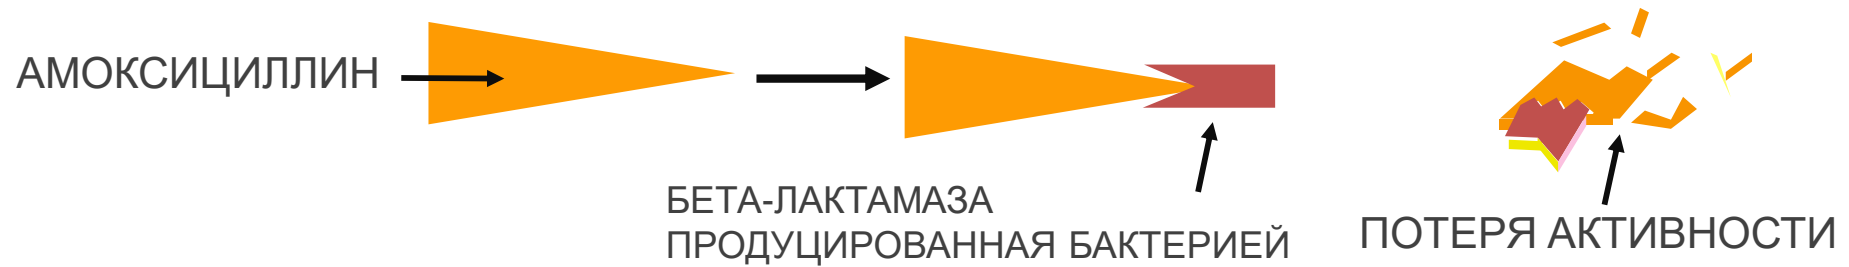 АМОКСИЦИЛЛИН
БЕТА-ЛАКТАМАЗА
ПРОДУЦИРОВАННАЯ БАКТЕРИЕЙ
ПОТЕРЯ АКТИВНОСТИ